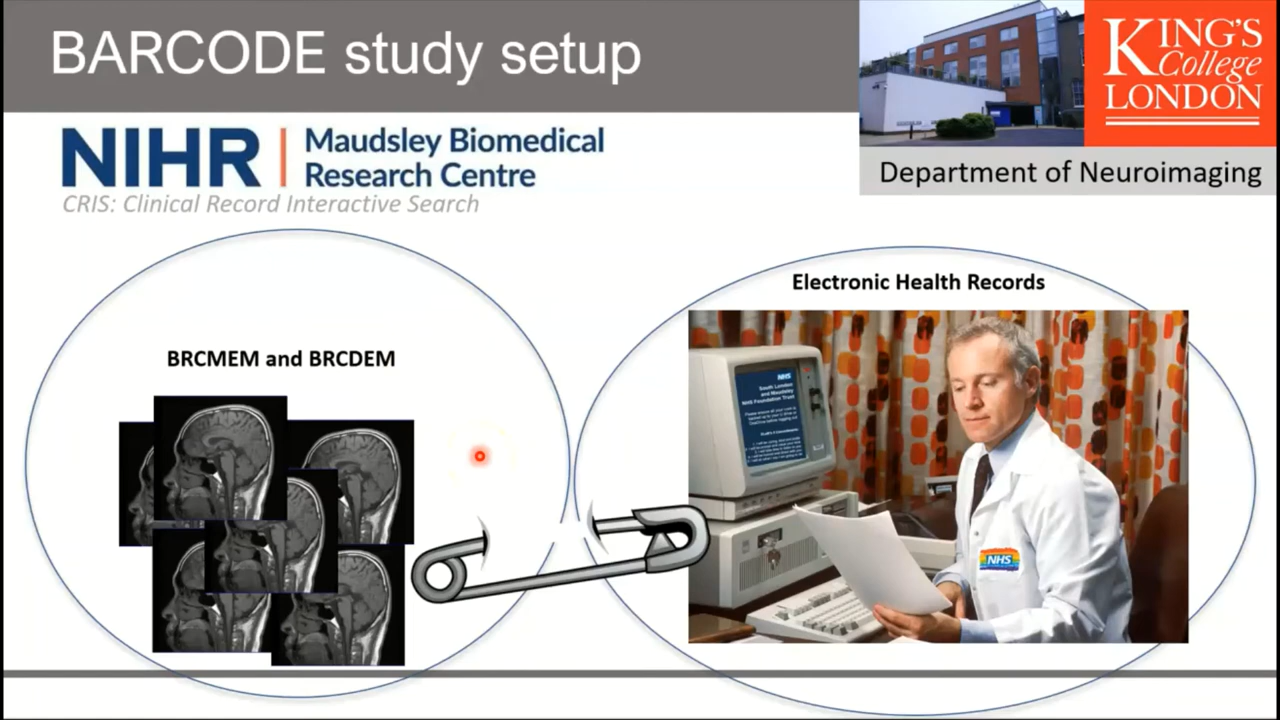 BARCODE study setup
KING'S
College
LONDON
Department of Neuroimaging
NIHR | Maudsley Biomedical
Research Centre
CRIS: Clinical Record Interactive Search
Electronic Health Records
BRCMEM and BRCDEM
NHS
South London
and Maudsley
NHS Foundation Trust
NHS